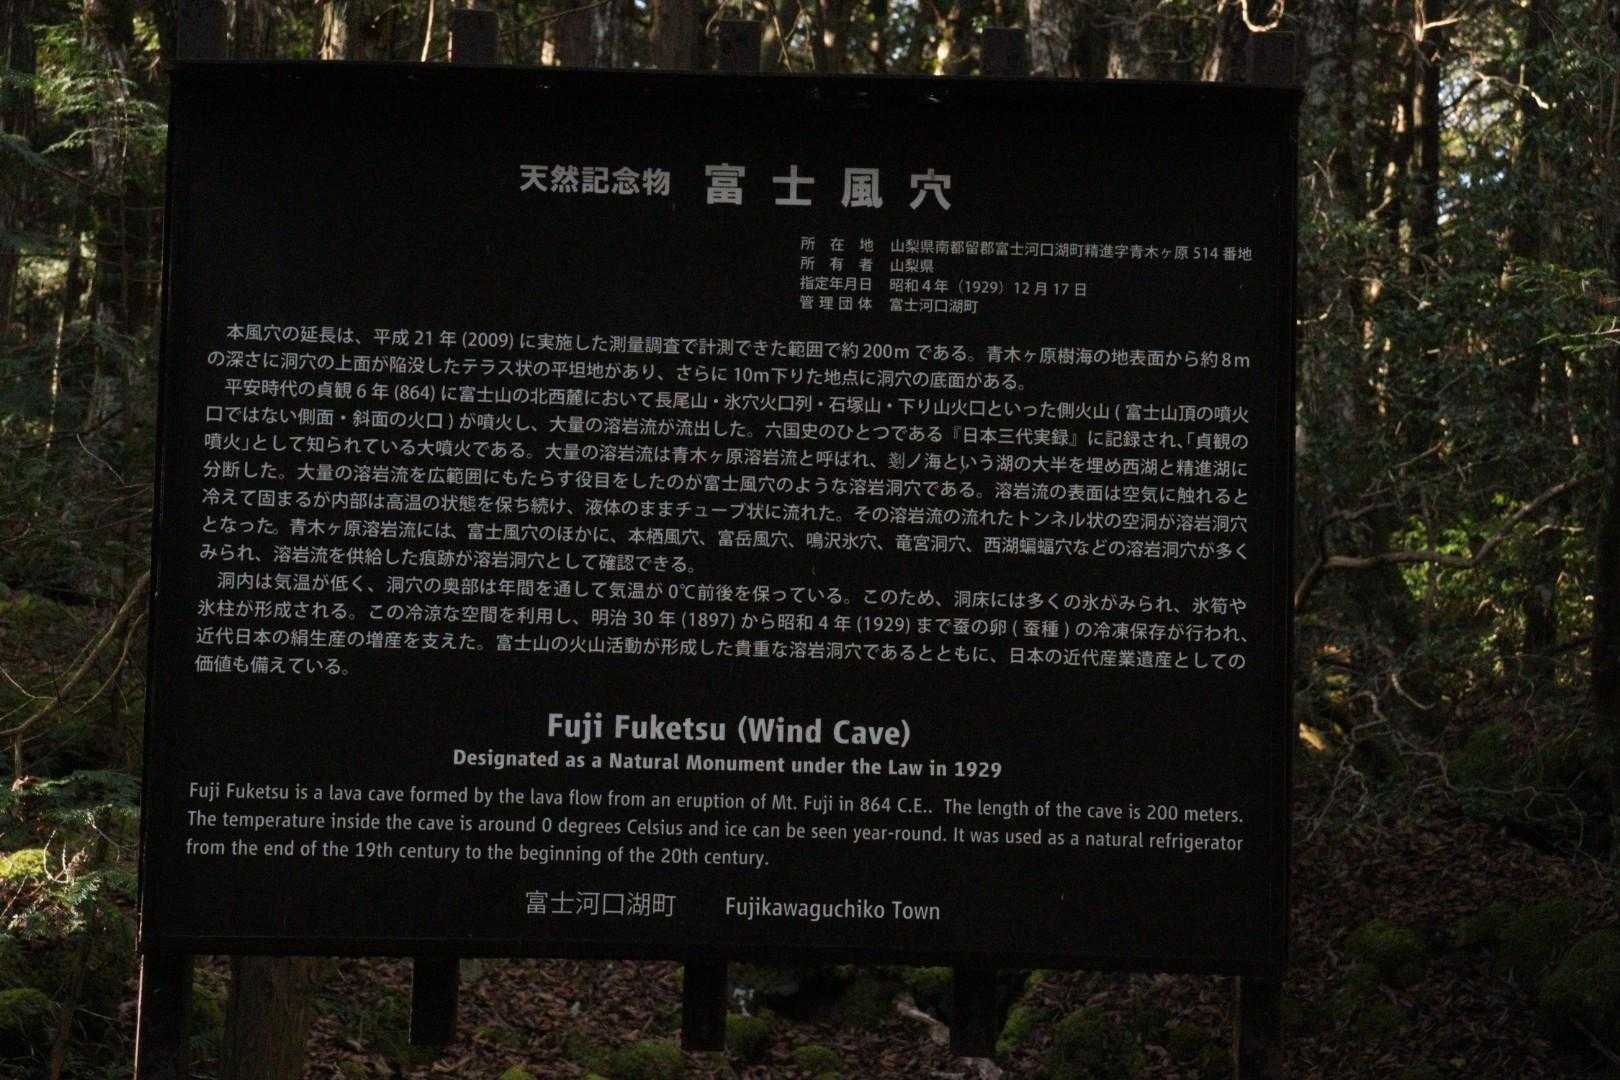 天然記念物 富士風穴
所在地 山梨県南都留郡富士河口湖町精進字青木ヶ原 514 番地
所有者 山梨県
指定年月日 昭和4年（1929）12月17日
管理団体 富士河口湖町
本風穴の延長は、平成 21 年 (2009) に実施した測量調査で計測できた範囲で約 200m である。青木ヶ原樹海の地表面から約 8m
の深さに洞穴の上面が陥没したテラス状の平坦地があり、さらに 10m下りた地点に洞穴の底面がある。
平安時代の貞観 6 年 (864) に富士山の北西麓において長尾山・氷穴火口列・石塚山・下り山火口といった側火山 ( 富士山頂の噴火
口ではない側面・斜面の火口 ) が噴火し、大量の溶岩流が流出した。六国史のひとつである『日本三代実録』に記録され、「貞観の
噴火」として知られている大噴火である。大量の溶岩流は青木ヶ原溶岩流と呼ばれ、剗ノ海という湖の大半を埋め西湖と精進湖に
分断した。大量の溶岩流を広範囲にもたらす役目をしたのが富士風穴のような溶岩洞穴である。溶岩流の表面は空気に触れると
冷えて固まるが内部は高温の状態を保ち続け、液体のままチューブ状に流れた。その溶岩流の流れたトンネル状の空洞が溶岩洞穴
となった。青木ヶ原溶岩流には、富士風穴のほかに、本栖風穴、富岳風穴、鳴沢氷穴、竜宮洞穴、西湖蝙蝠穴などの溶岩洞穴が多く
みられ、溶岩流を供給した痕跡が溶岩洞穴として確認できる。
洞内は気温が低く、洞穴の奥部は年間を通して気温が 0℃前後を保っている。このため、洞床には多くの氷がみられ、氷筍や
氷柱が形成される。この冷涼な空間を利用し、明治 30 年 (1897) から昭和 4 年 (1929) まで蚕の卵 ( 蚕種 ) の冷凍保存が行われ、
近代日本の絹生産の増産を支えた。富士山の火山活動が形成した貴重な溶岩洞穴であるとともに、日本の近代産業遺産としての
価値も備えている。
Fuji Fuketsu (Wind Cave)
Designated as a Natural Monument under the Law in 1929
Fuji Fuketsu is a lava cave formed by the lava flow from an eruption of Mt. Fuji in 864 C.E.. The length of the cave is 200 meters.
The temperature inside the cave is around 0 degrees Celsius and ice can be seen year-round. It was used as a natural refrigerator
from the end of the 19th century to the beginning of the 20th century.
富士河口湖町 Fujikawaguchiko Town